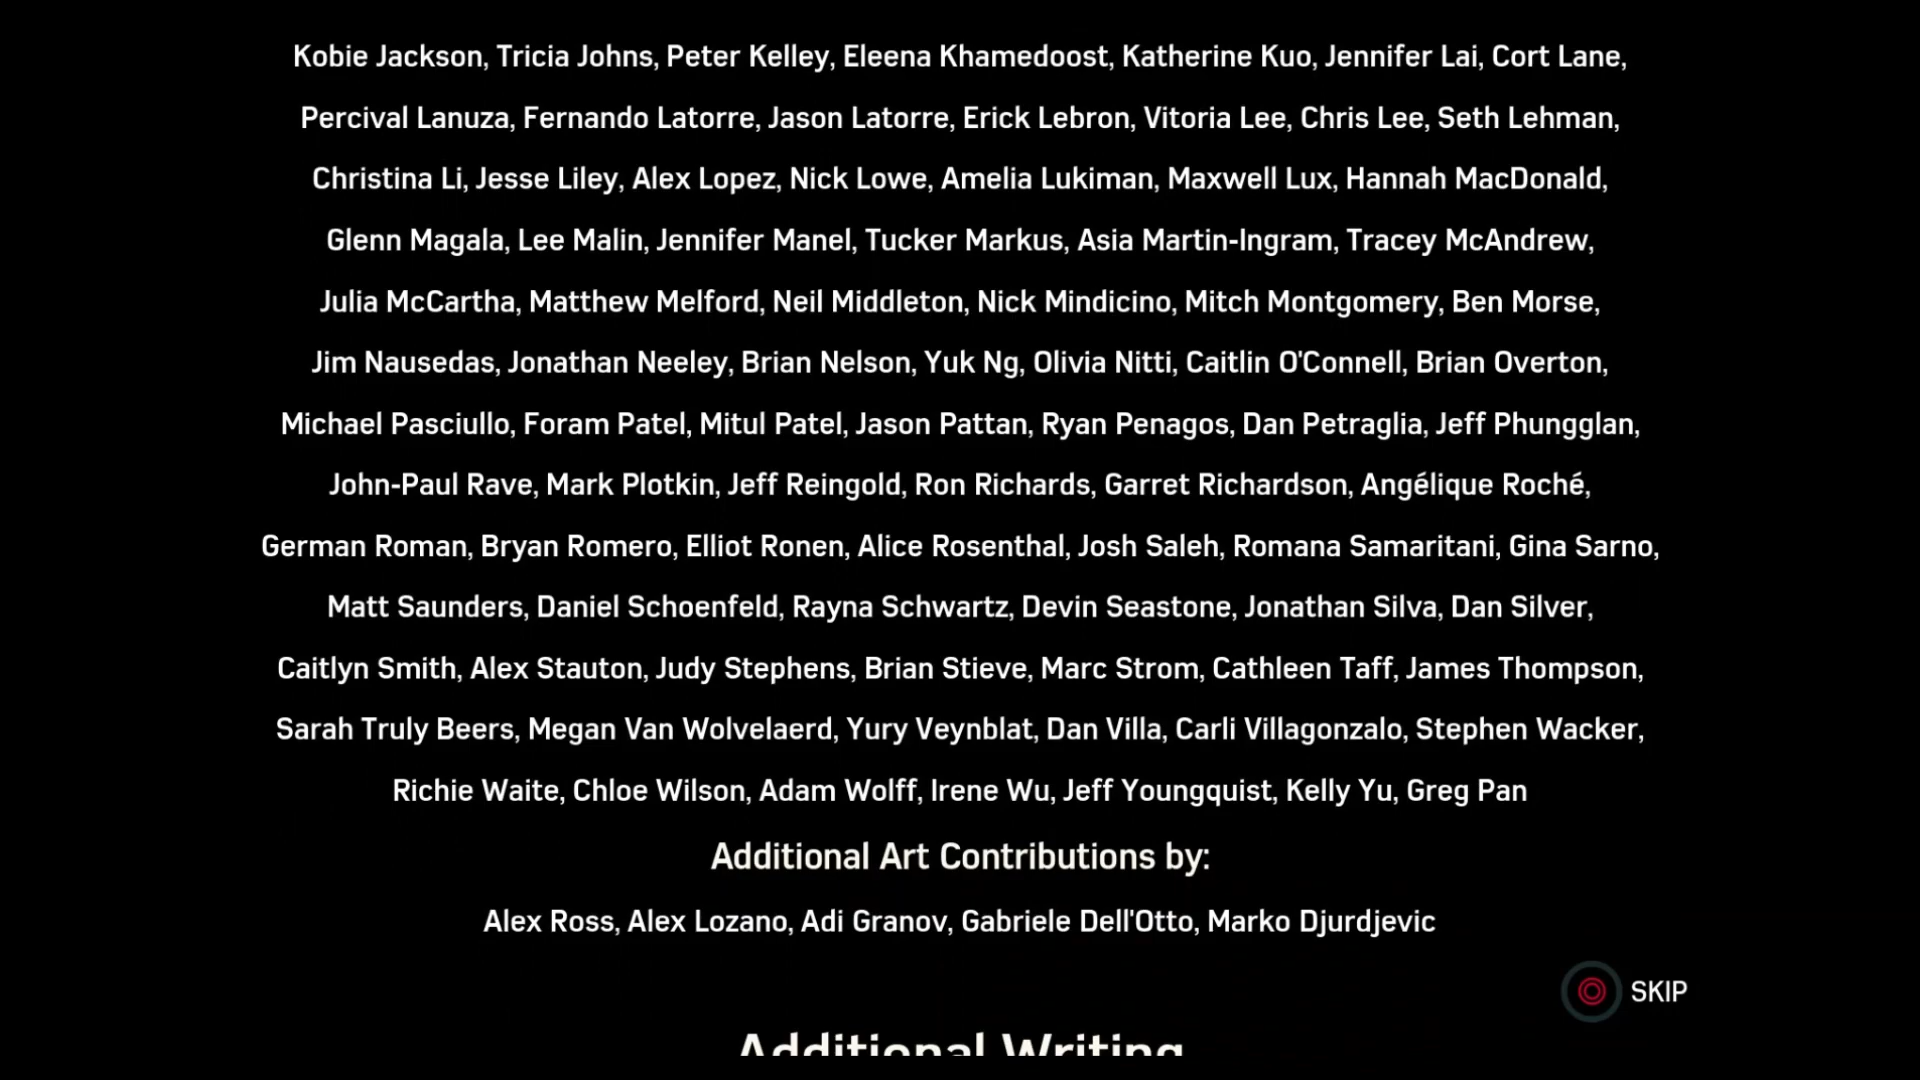 Kobie Jackson, Tricia Johns, Peter Kelley, Eleena Khamedoost, Katherine Kuo, Jennifer Lai, Cort Lane,
Percival Lanuza, Fernando Latorre, Jason Latorre, Erick Lebron, Vitoria Lee, Chris Lee, Seth Lehman,
Christina Li, Jesse Liley, Alex Lopez, Nick Lowe, Amelia Lukiman, Maxwell Lux, Hannah MacDonald,
Glenn Magala, Lee Malin, Jennifer Manel, Tucker Markus, Asia Martin-Ingram, Tracey McAndrew,
Julia McCartha, Matthew Melford, Neil Middleton, Nick Mindicino, Mitch Montgomery, Ben Morse,
Jim Nausedas, Jonathan Neeley, Brian Nelson, Yuk Ng, Olivia Nitti, Caitlin O'Connell, Brian Overton,
Michael Pasciullo, Foram Patel, Mitul Patel, Jason Pattan, Ryan Penagos, Dan Petraglia, Jeff Phungglan,
John-Paul Rave, Mark Plotkin, Jeff Reingold, Ron Richards, Garret Richardson, Angélique Roché,
German Roman, Bryan Romero, Elliot Ronen, Alice Rosenthal, Josh Saleh, Romana Samaritani, Gina Sarno,
Matt Saunders, Daniel Schoenfeld, Rayna Schwartz, Devin Seastone, Jonathan Silva, Dan Silver,
Caitlyn Smith, Alex Stauton, Judy Stephens, Brian Stieve, Marc Strom, Cathleen Taff, James Thompson,
Sarah Truly Beers, Megan Van Wolvelaerd, Yury Veynblat, Dan Villa, Carli Villagonzalo, Stephen Wacker,
Richie Waite, Chloe Wilson, Adam Wolff, Irene Wu, Jeff Youngquist, Kelly Yu, Greg Pan
Additional Art Contributions by:
Alex Ross, Alex Lozano, Adi Granov, Gabriele Dell'Otto, Marko Djurdjevic
SKIP
Additional Writing